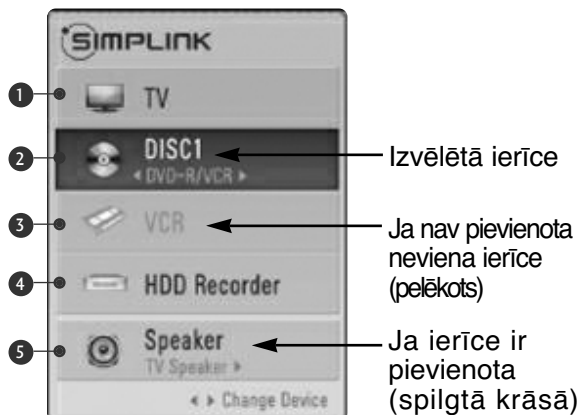 SIMPLINK
1 TV
2 DISC1
◄ DVD-R/VCR ►
Izvēlētā ierīce
3 VCR
Ja nav pievienota
neviena ierīce
(pelēkots)
4 HDD Recorder
5 Speaker
TV Speaker ►
Ja ierīce ir
pievienota
(spilgtā krāsā)
◄ ► Change Device